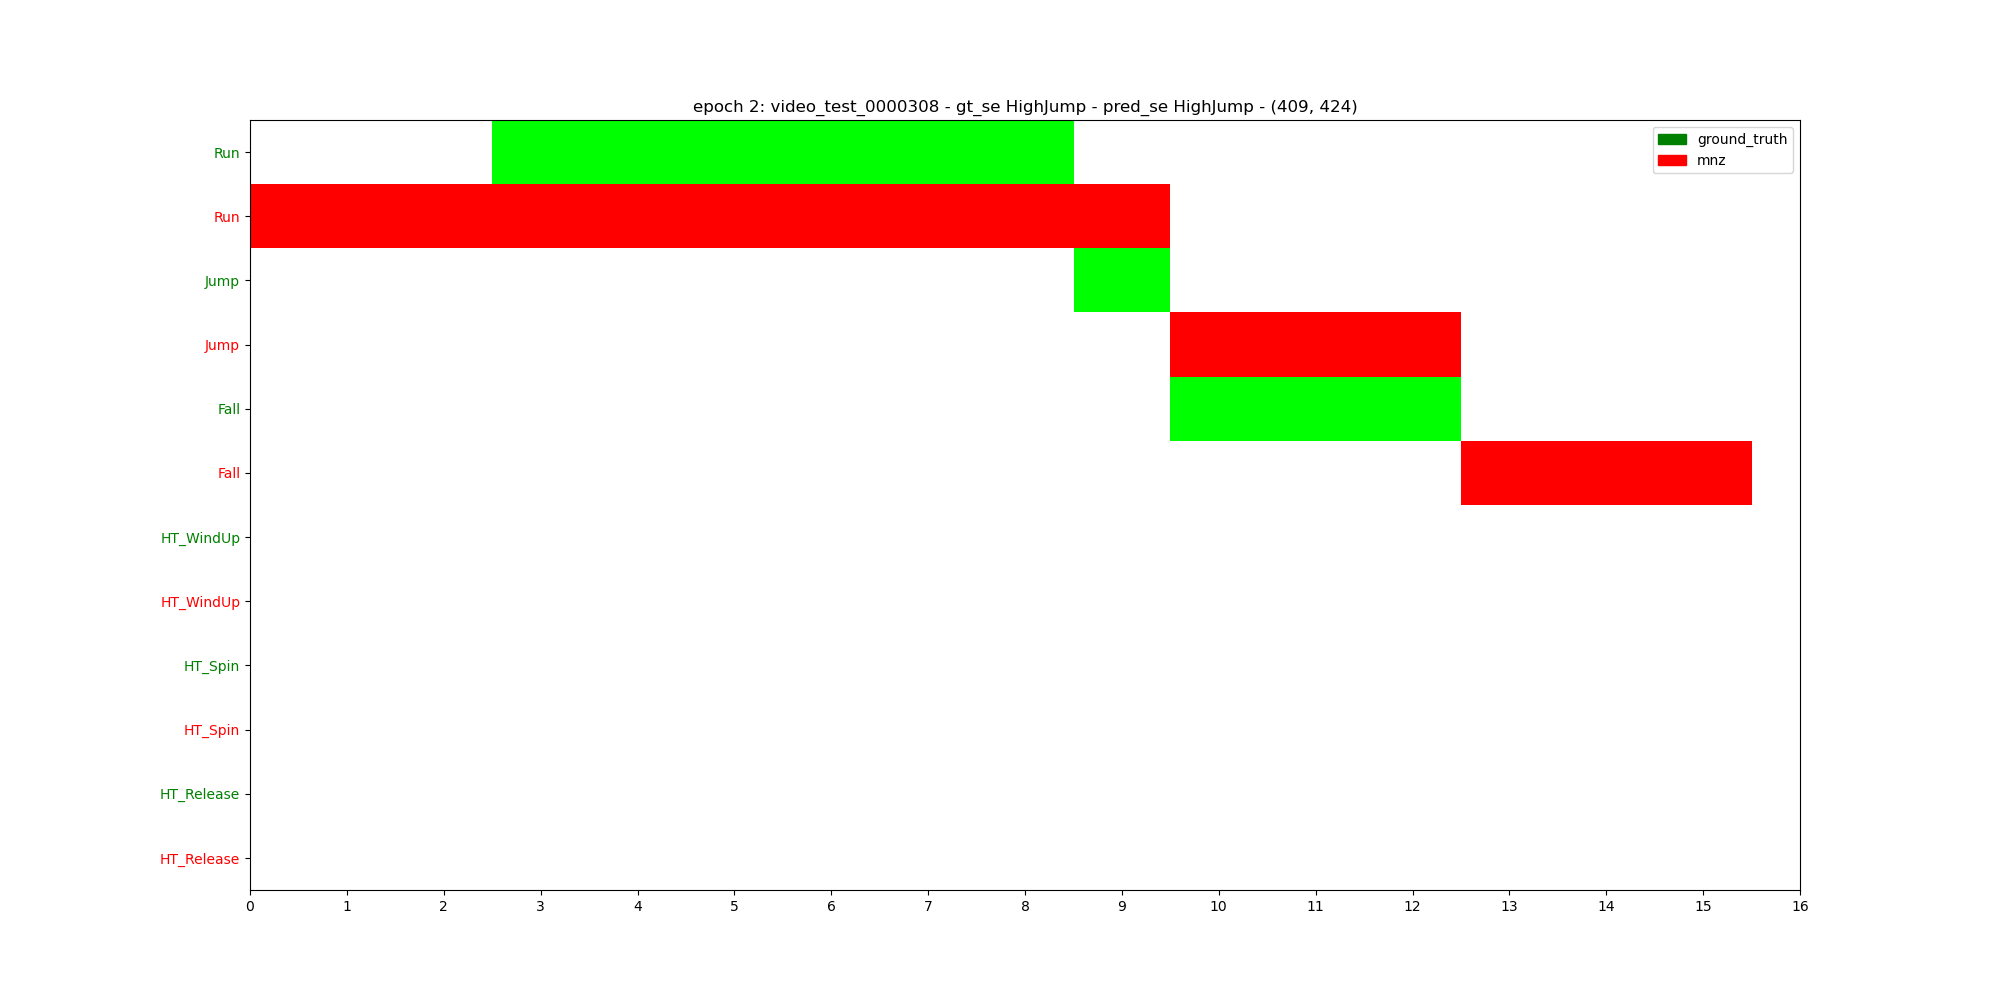 epoch 2: video_test_0000308 - gt_se HighJump - pred_se HighJump - (409, 424)
ground_truth
mnz
Run
Run
Jump
Jump
Fall
Fall
HT_WindUp
HT_WindUp
HT_Spin
HT_Spin
HT_Release
HT_Release
0 1 2 3 4 5 6 7 8 9 10 11 12 13 14 15 16